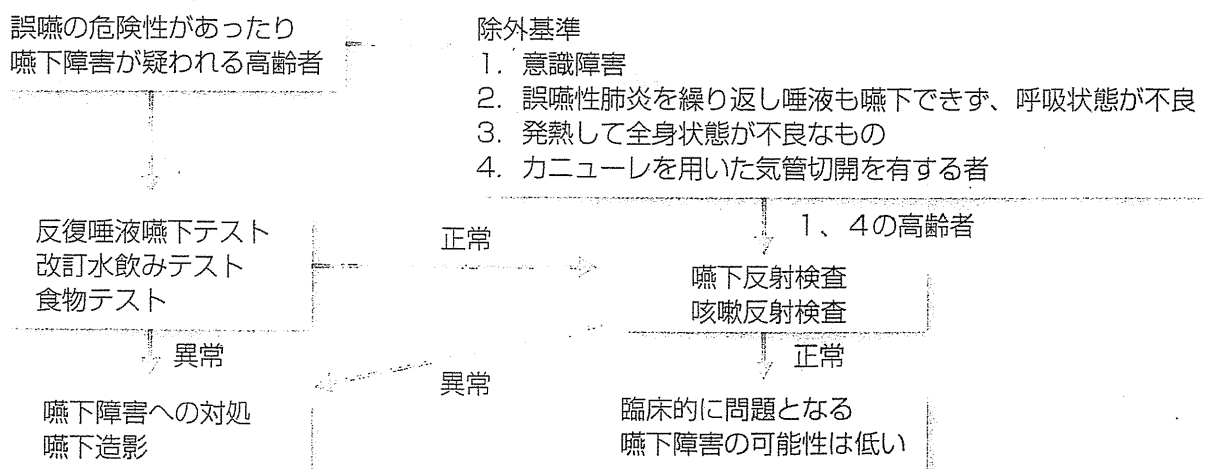 誤嚥の危険性があったり
嚥下障害が疑われる高齢者
除外基準
1. 意識障害
2. 誤嚥性肺炎を繰り返し唾液も嚥下できず、呼吸状態が不良
3. 発熱して全身状態が不良なもの
4. カニューレを用いた気管切開を有する者
1、4の高齢者
反復唾液嚥下テスト
改訂水飲みテスト
食物テスト
正常
嚥下反射検査
咳嗽反射検査
異常
異常
正常
嚥下障害への対処
嚥下造影
臨床的に問題となる
嚥下障害の可能性は低い